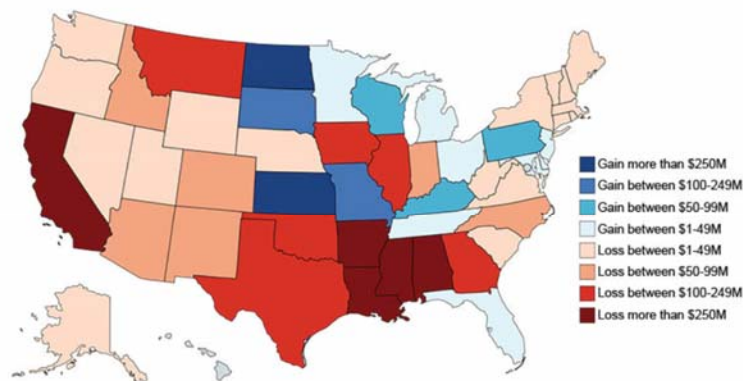 Gain more than $250M
Gain between $100-249M
Gain between $50-99M
Gain between $1-49M
Loss between $1-49M
Loss between $50-99M
Loss between $100-249M
Loss more than $250M